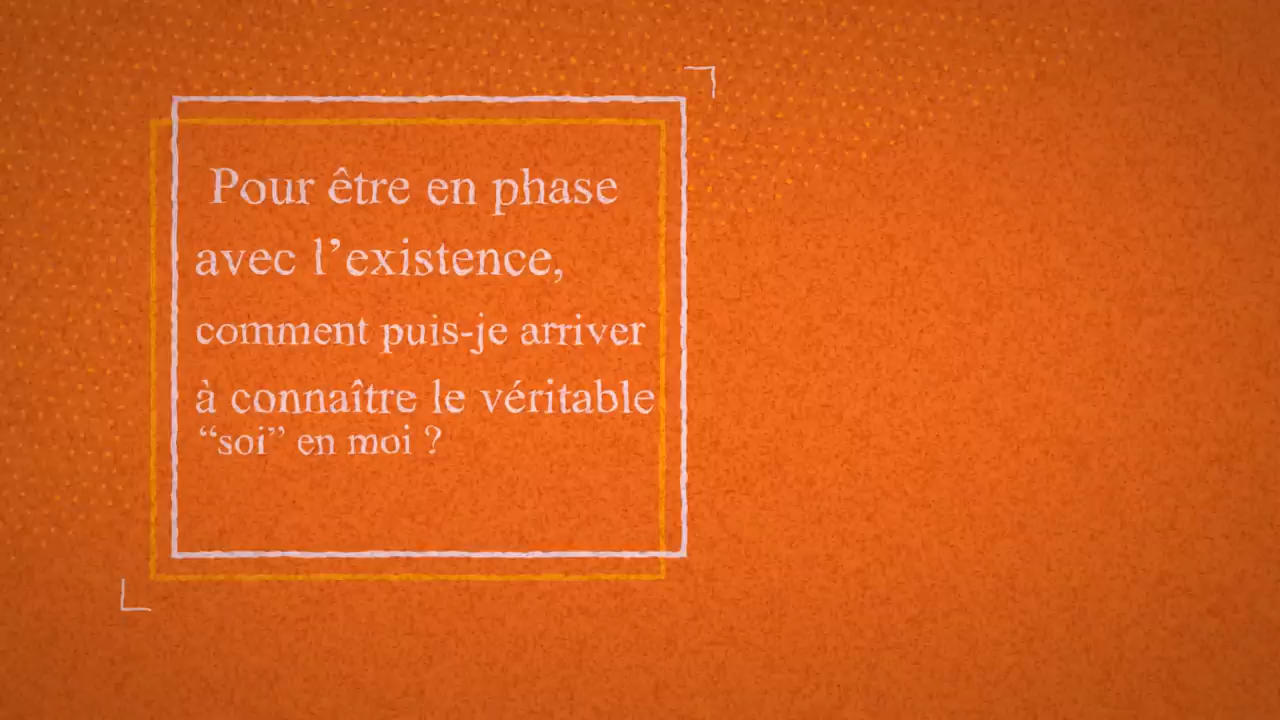 Pour être en phase
avec l’existence,
comment puis-je arriver
à connaître le véritable
“soi” en moi ?